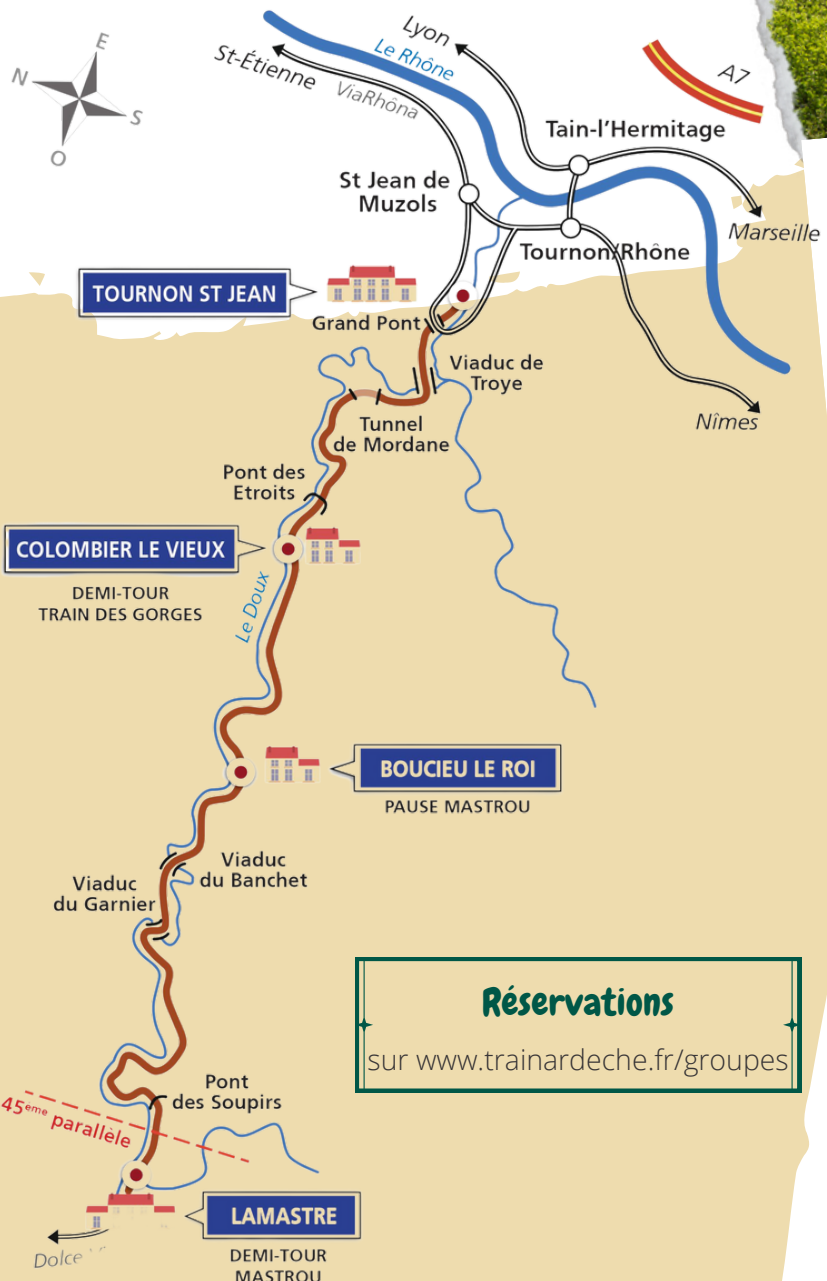 Lyon
Le Rhône
St-Étienne
ViaRhôna
A7
E
N
S
O
Tain-l'Hermitage
St Jean de
Muzols
Marseille
Tournon/Rhône
TOURNON ST JEAN
Grand Pont
Viaduc de
Troye
Nîmes
Tunnel
de Mordane
Pont des
Etroits
COLOMBIER LE VIEUX
DEMI-TOUR
TRAIN DES GORGES
Le Doux
BOUCIEU LE ROI
PAUSE MASTROU
Viaduc
du Banchet
Viaduc
du Garnier
Réservations
sur www.trainardeche.fr/groupes
Pont
des Soupirs
45ème parallèle
LAMASTRE
DEMI-TOUR
MASTROU
Dolce